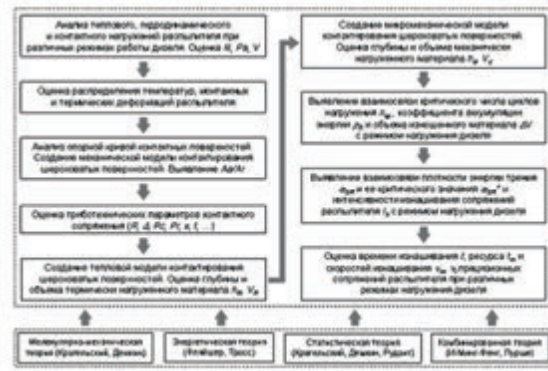 Анализ теплового, гидродинамического
и контактного нагружений распылителя при
различных режимах работы дизеля. Оценка N, Pa, V
Оценка распределения температур, монтажных
и термических деформаций распылителя
Анализ опорной кривой контактных поверхностей.
Создание механической модели контактирования
шероховатых поверхностей. Выявление Aa/Ar
Оценка триботехнических параметров контактного
сопряжения
Создание тепловой модели контактирования
шероховатых поверхностей. Оценка глубины и
объема термически нагруженного материала
Создание микромеханической модели
контактирования шероховатых поверхностей.
Оценка глубины и объема механически
нагруженного материала
Выявление взаимосвязи критического числа циклов
нагружения коэффициента аккумуляции
энергии и объема изношенного материала ΔV
с режимом нагружения дизеля
Выявление взаимосвязи плотности энергии трения
и ее критического значения и
интенсивности изнашивания сопряжений
распылителя с режимом нагружения дизеля
Оценка времени изнашивания t, ресурса и
скоростей изнашивания прецизионных
сопряжений распылителя при различных
режимах нагружения дизеля
Молекулярно-механическая
теория (Крагельский, Демкин)
Энергетическая теория
(Фляйшер, Тросс)
Статистическая теория
(Крагельский, Демкин, Рудзит)
Комбинированная теория